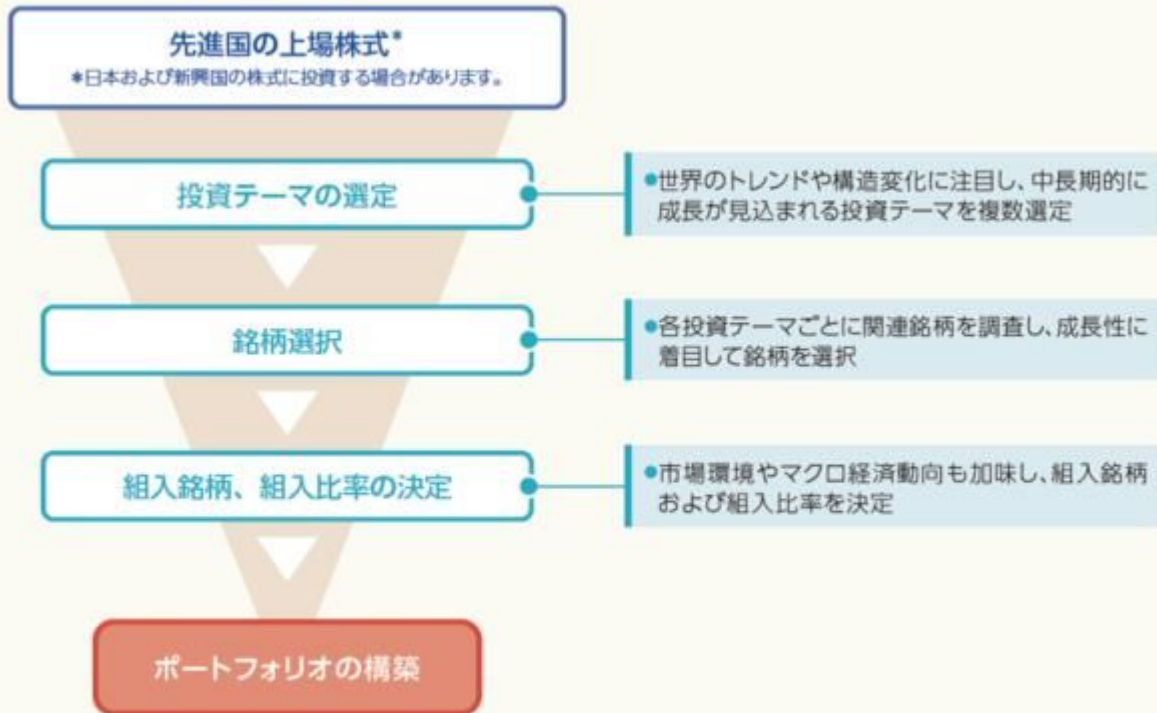 先進国の上場株式*
*日本および新興国の株式に投資する場合があります。
投資テーマの選定
●世界のトレンドや構造変化に注目し、中長期的に
成長が見込まれる投資テーマを複数選定
銘柄選択
●各投資テーマごとに関連銘柄を調査し、成長性に
着目して銘柄を選択
組入銘柄、組入比率の決定
●市場環境やマクロ経済動向も加味し、組入銘柄
および組入比率を決定
ポートフォリオの構築